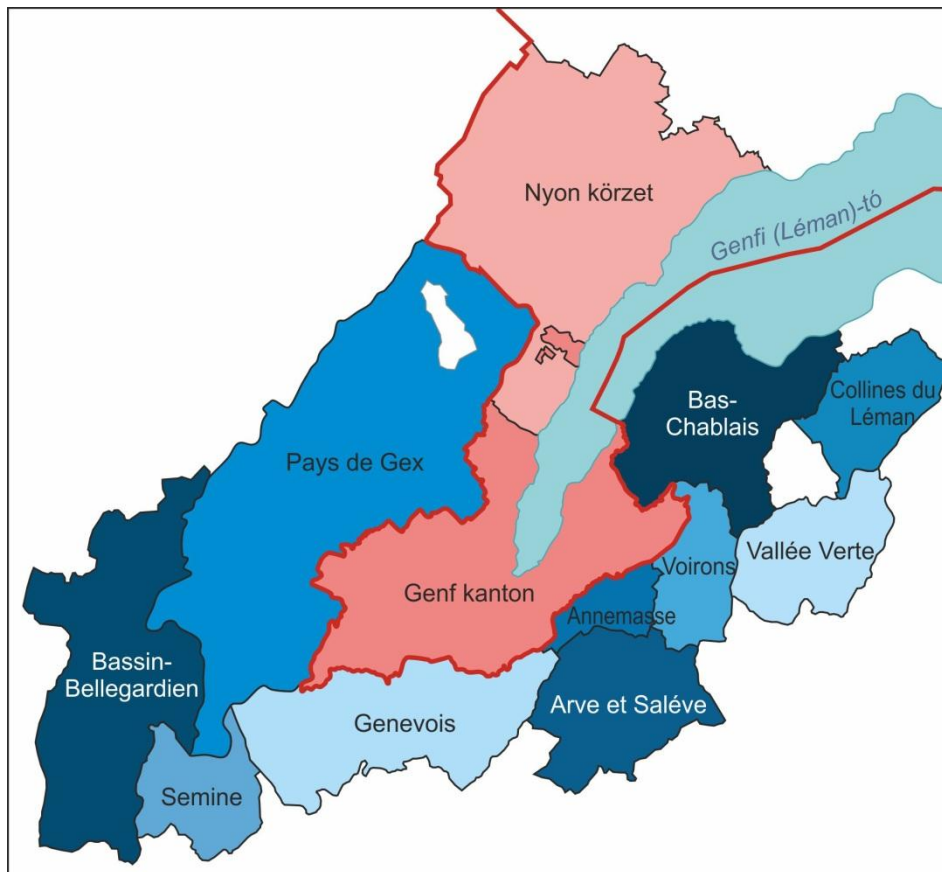 Nyon körzet
Genfi (Léman)-tó
Bas-
Chablais
Collines du
Léman
Pays de Gex
Vallée Verte
Voirons
Genf kanton
Annemasse
Bassin-
Bellegardien
Arve et Saléve
Genevois
Semine